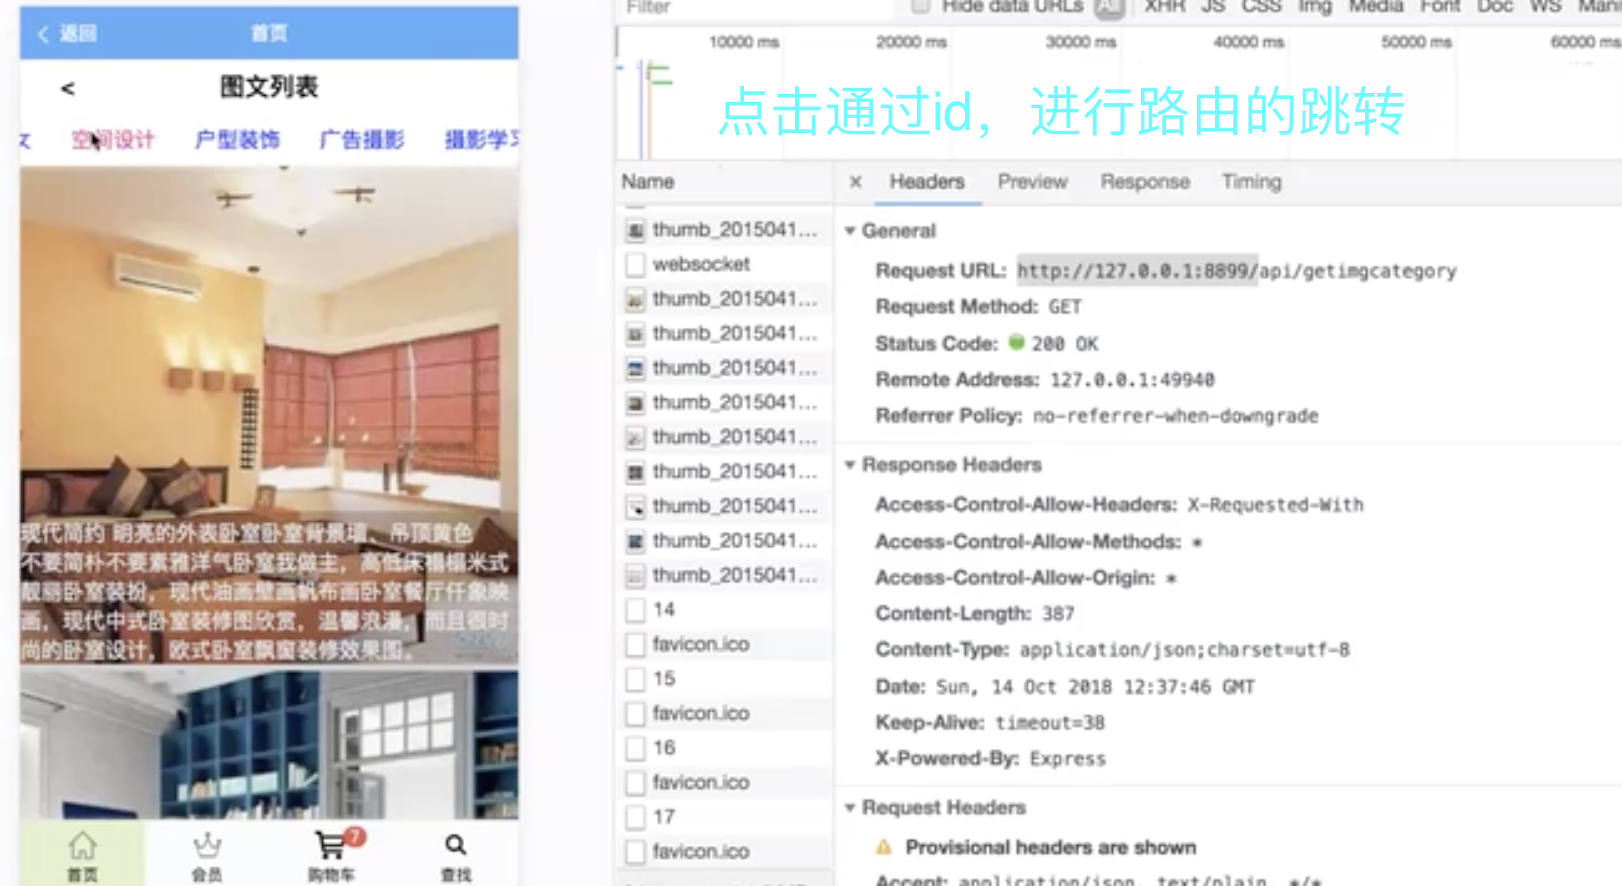 返回
首页
<
图文列表
空间设计
户型装饰
广告摄影
摄影学习
现代简约 明亮的外表卧室卧室背景墙、吊顶黄色
不要简朴不要素雅洋气卧室我做主，高低床榻榻米式
靓丽卧室装扮，现代油画壁画帆布画卧室餐厅仟象映
画，现代中式卧室装修图欣赏，温馨浪漫，而且很时
尚的卧室设计，欧式卧室飘窗装修效果图。
首页
会员
7
购物车
查找
Filter
Hide data URLs
All
XHR JS CSS Img Media Font Doc WS
10000 ms
20000 ms
30000 ms
40000 ms
50000 ms
60000 ms
点击通过id，进行路由的跳转
Name
thumb_2015041...
websocket
thumb_2015041...
thumb_2015041...
thumb_2015041...
thumb_2015041...
thumb_2015041...
thumb_2015041...
thumb_2015041...
thumb_2015041...
thumb_2015041...
14
favicon.ico
15
favicon.ico
16
favicon.ico
17
favicon.ico
× Headers Preview Response Timing
General
Request URL: http://127.0.0.1:8899/api/getimgcategory
Request Method: GET
Status Code: 200 OK
Remote Address: 127.0.0.1:49940
Referrer Policy: no-referrer-when-downgrade
Response Headers
Access-Control-Allow-Headers: X-Requested-With
Access-Control-Allow-Methods: *
Access-Control-Allow-Origin: *
Content-Length: 387
Content-Type: application/json;charset=utf-8
Date: Sun, 14 Oct 2018 12:37:46 GMT
Keep-Alive: timeout=38
X-Powered-By: Express
Request Headers
Provisional headers are shown
Accept: application/json, text/plain, */*